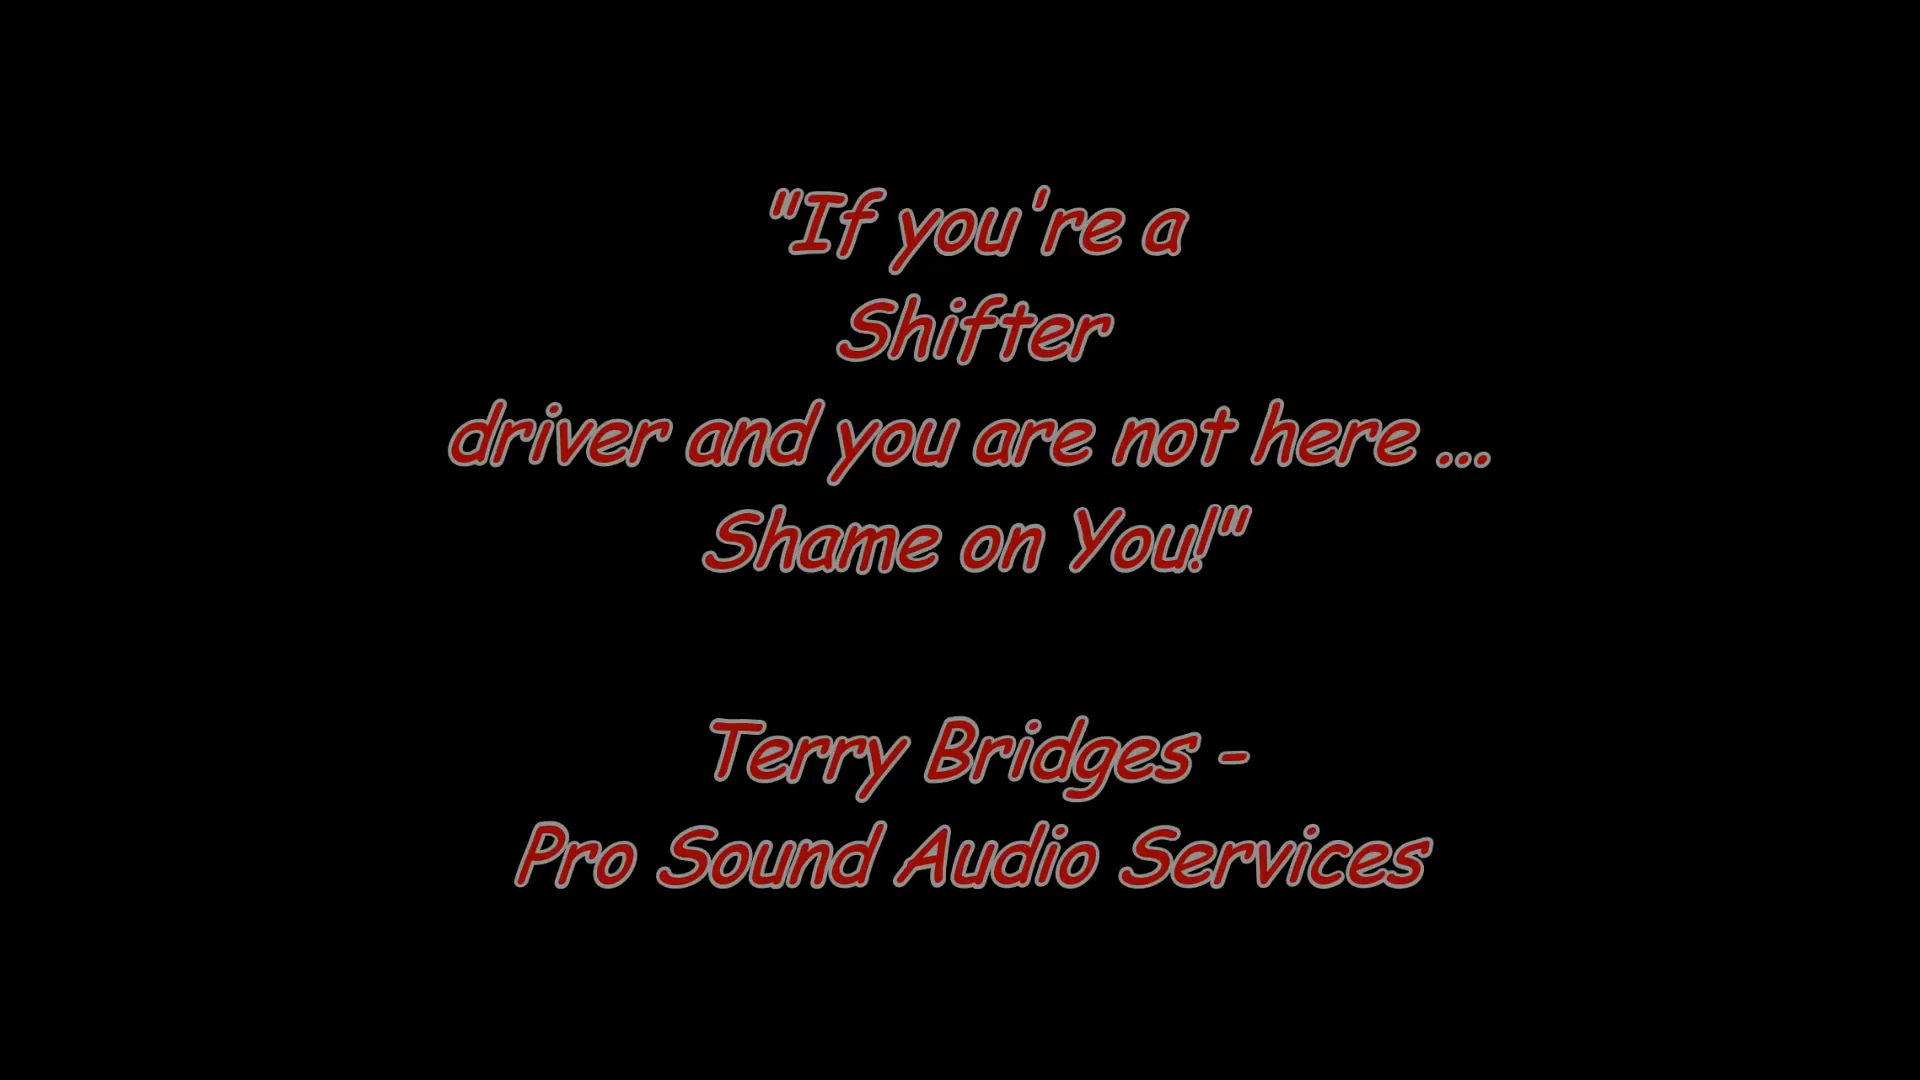 "If you're a
Shifter
driver and you are not here ...
Shame on You!"
Terry Bridges -
Pro Sound Audio Services